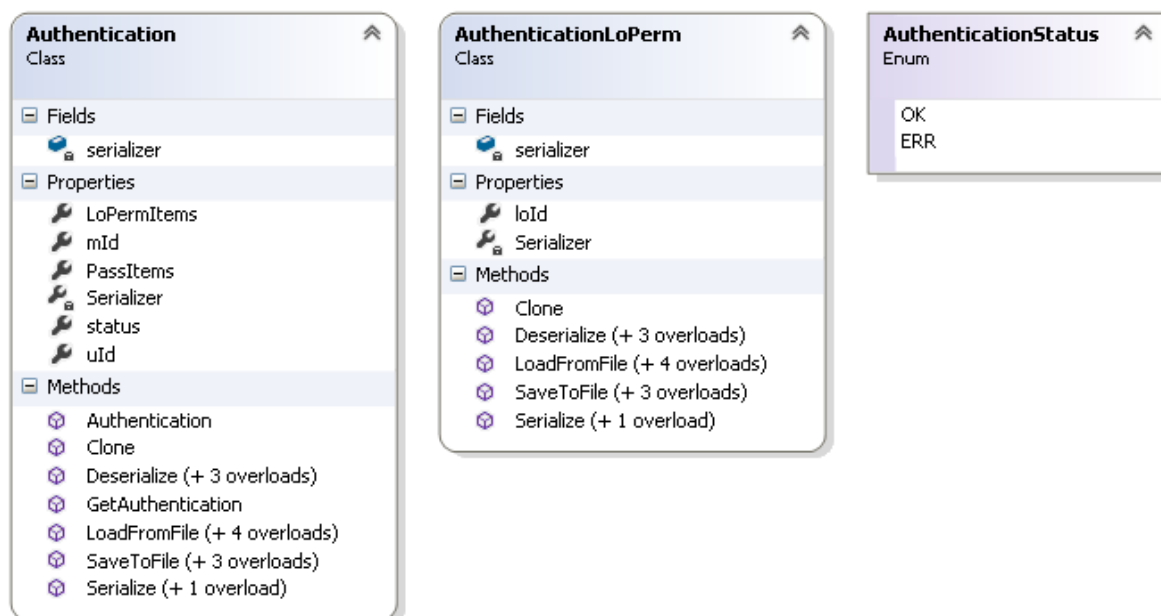 Authentication
Class
Fields
serializer
Properties
LoPermItems
mId
PassItems
Serializer
status
uId
Methods
Authentication
Clone
Deserialize (+ 3 overloads)
GetAuthentication
LoadFromFile (+ 4 overloads)
SaveToFile (+ 3 overloads)
Serialize (+ 1 overload)
AuthenticationLoPerm
Class
Fields
serializer
Properties
loId
Serializer
Methods
Clone
Deserialize (+ 3 overloads)
LoadFromFile (+ 4 overloads)
SaveToFile (+ 3 overloads)
Serialize (+ 1 overload)
AuthenticationStatus
Enum
OK
ERR